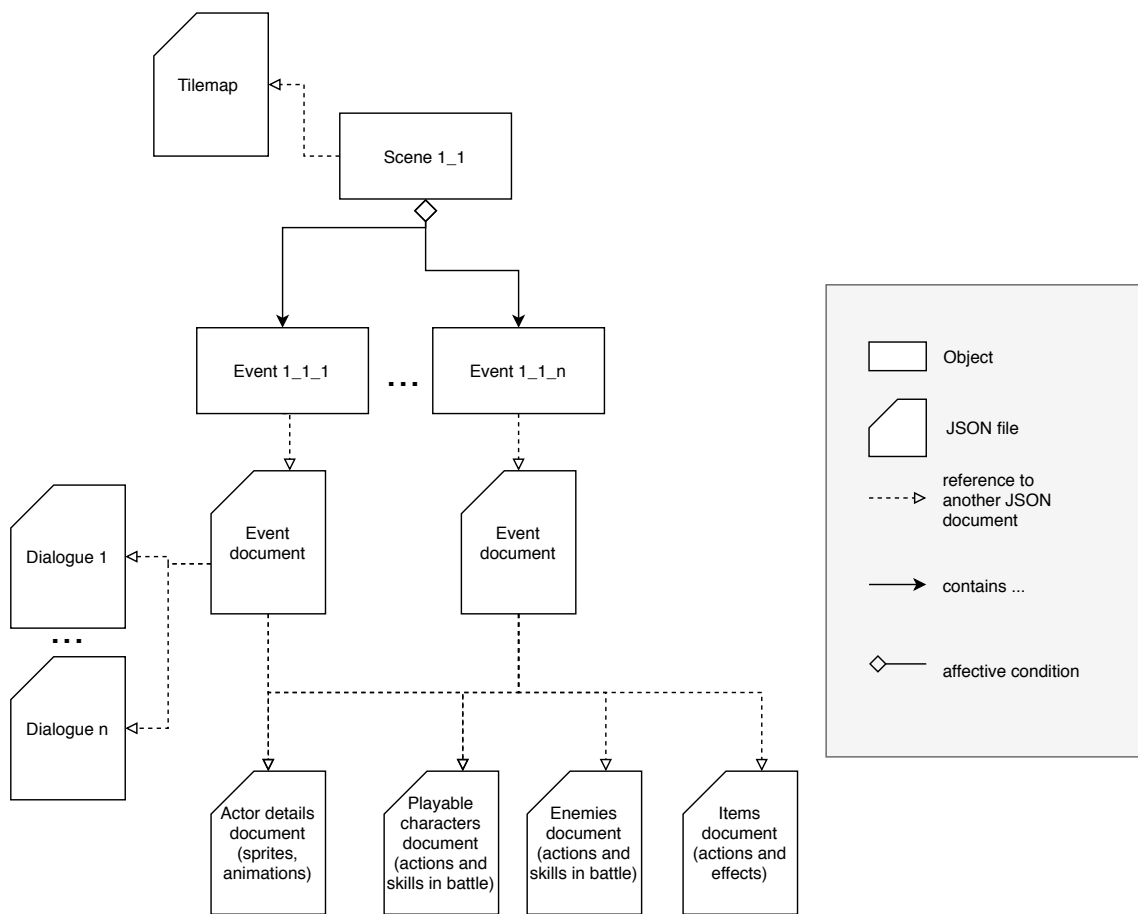 Tilemap
Scene 1_1
Event 1_1_1
...
Event 1_1_n
Event
document
Event
document
Dialogue 1
...
Dialogue n
Actor details
document
(sprites,
animations)
Playable
characters
document
(actions and
skills in battle)
Enemies
document
(actions and
skills in battle)
Items
document
(actions and
effects)
Object
JSON file
reference to
another JSON
document
contains ...
affective condition